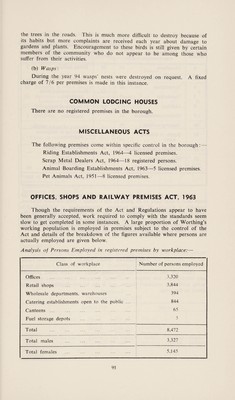 the trees in the roads. This is much more difficult to destroy because of
its habits but more complaints are received each year about damage to
gardens and plants. Encouragement to these birds is still given by certain
members of the community who do not appear to be among those who
suffer from their activities.
(b) Wasps:
During the year 94 wasps' nests were destroyed on request. A fixed
charge of 7/6 per premises is made in this instance.
COMMON LODGING HOUSES
There are no registered premises in the borough.
MISCELLANEOUS ACTS
The following premises come within specific control in the borough:—
Riding Establishments Act, 1964—4 licensed premises.
Scrap Metal Dealers Act, 1964—18 registered persons.
Animal Boarding Establishments Act, 1963—5 licensed premises.
Pet Animals Act, 1951—6 licensed premises.
OFFICES, SHOPS AND RAILWAY PREMISES ACT, 1963
Though the requirements of the Act and Regulations appear to have
been generally accepted, work required to comply with the standards seem
slow to get completed in some instances. A large proportion of Worthing's
working population is employed in premises subject to the control of the
Act and details of the breakdown of the figures available where persons are
actually employed are given below.
Analysis of Persons Employed in registered premises by workplace:—
Class of workplace Number of persons employed
Offices 3,320
Retail shops 3,844
Wholesale departments, warehouses 394
Catering establishments open to the public 844
Canteens
Fuel storage depots
Total 8,472
Total males 3,327
Total females 5,145